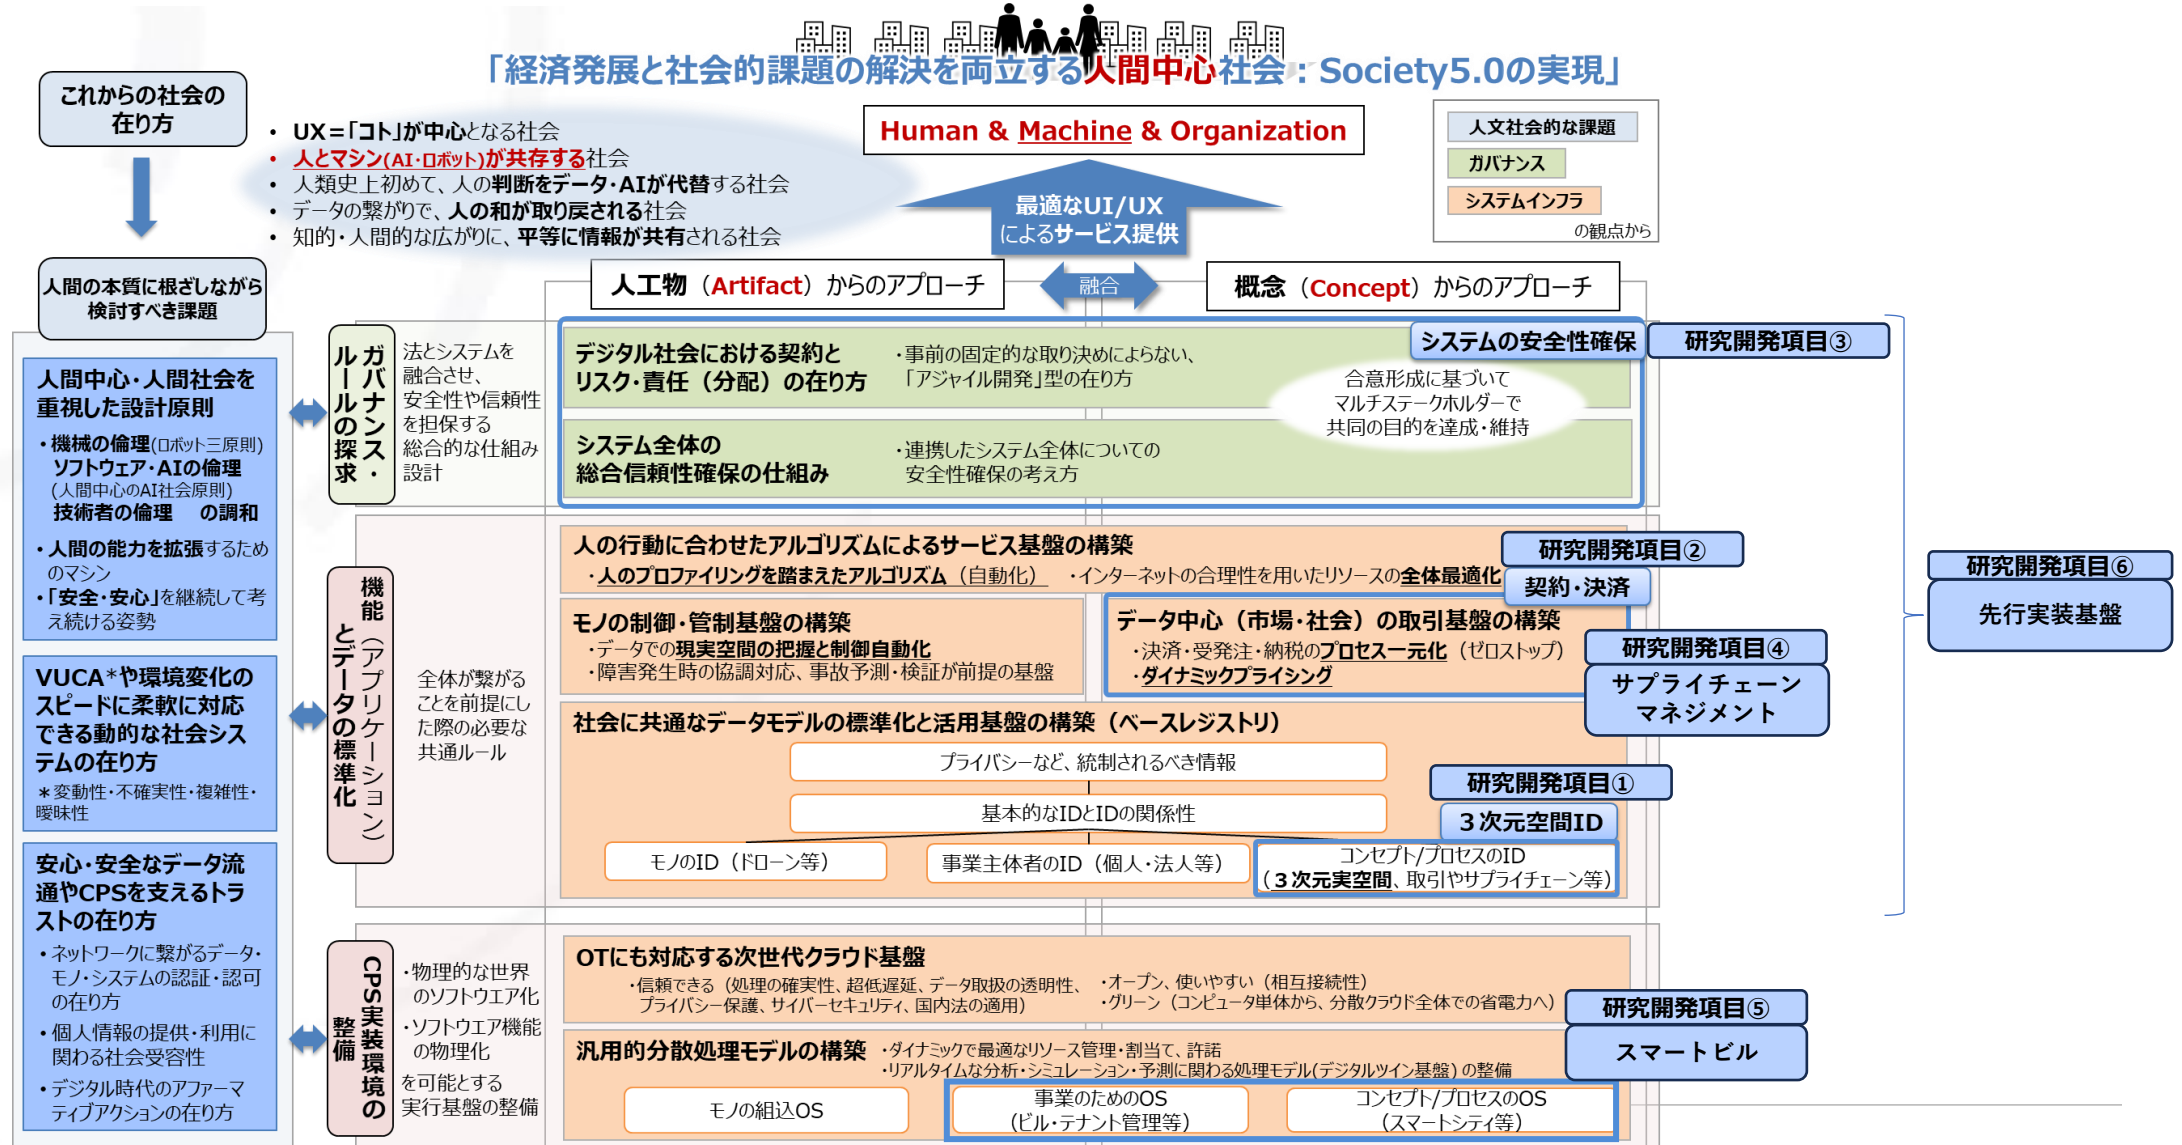 「経済発展と社会的課題の解決を両立する人間中心社会：Society5.0の実現」
これからの社会の
在り方
・UX＝「コト」が中心となる社会
・人とマシン(AI・ロボット)が共存する社会
・人類史上初めて、人の判断をデータ・AIが代替する社会
・データの繋がりで、人の和が取り戻される社会
・知的・人間的な広がりに、平等に情報が共有される社会
Human & Machine & Organization
最適なUI/UX
によるサービス提供
人文社会的な課題
ガバナンス
システムインフラ
の観点から
人間の本質に根ざしながら
検討すべき課題
人工物（Artifact）からのアプローチ
融合
概念（Concept）からのアプローチ
人間中心・人間社会を
重視した設計原則
・機械の倫理(ロボット三原則)
ソフトウェア・AIの倫理
(人間中心のAI社会原則)
技術者の倫理　の調和
・人間の能力を拡張するため
のマシン
・「安全・安心」を継続して考
え続ける姿勢
VUCA*や環境変化の
スピードに柔軟に対応
できる動的な社会シス
テムの在り方
＊変動性・不確実性・複雑性・
曖昧性
安心・安全なデータ流
通やCPSを支えるトラ
ストの在り方
・ネットワークに繋がるデータ・
モノ・システムの認証・認可
の在り方
・個人情報の提供・利用に
関わる社会受容性
・デジタル時代のアファーマ
ティブアクションの在り方
ガバナンス・
ルールの探求
法とシステムを
融合させ、
安全性や信頼性
を担保する
総合的な仕組み
設計
デジタル社会における契約と
リスク・責任（分配）の在り方
・事前の固定的な取り決めによらない、
「アジャイル開発」型の在り方
システムの安全性確保
研究開発項目③
合意形成に基づいて
マルチステークホルダーで
共同の目的を達成・維持
システム全体の
総合信頼性確保の仕組み
・連携したシステム全体についての
安全性確保の考え方
機能（アプリケーション）
とデータの標準化
全体が繋がる
ことを前提にし
た際の必要な
共通ルール
人の行動に合わせたアルゴリズムによるサービス基盤の構築
・人のプロファイリングを踏まえたアルゴリズム（自動化）　・インターネットの合理性を用いたリソースの全体最適化
研究開発項目②
契約・決済
モノの制御・管制基盤の構築
・データでの現実空間の把握と制御自動化
・障害発生時の協調対応、事故予測・検証が前提の基盤
データ中心（市場・社会）の取引基盤の構築
・決済・受発注・納税のプロセス一元化（ゼロストップ）
・ダイナミックプライシング
研究開発項目④
サプライチェーン
マネジメント
研究開発項目⑥
先行実装基盤
社会に共通なデータモデルの標準化と活用基盤の構築（ベースレジストリ）
プライバシーなど、統制されるべき情報
基本的なIDとIDの関係性
研究開発項目①
３次元空間ID
モノのID（ドローン等）
事業主体者のID（個人・法人等）
コンセプト/プロセスのID
（３次元実空間、取引やサプライチェーン等）
CPS実装環境の
整備
・物理的な世界
のソフトウエア化
・ソフトウエア機能
の物理化
を可能とする
実行基盤の整備
OTにも対応する次世代クラウド基盤
・信頼できる（処理の確実性、超低遅延、データ取扱の透明性、
プライバシー保護、サイバーセキュリティ、国内法の適用）
・オープン、使いやすい（相互接続性）
・グリーン（コンピュータ単体から、分散クラウド全体での省電力へ）
研究開発項目⑤
スマートビル
汎用的分散処理モデルの構築
・ダイナミックで最適なリソース管理・割当て、許諾
・リアルタイムな分析・シミュレーション・予測に関わる処理モデル(デジタルツイン基盤)の整備
モノの組込OS
事業のためのOS
（ビル・テナント管理等）
コンセプト/プロセスのOS
（スマートシティ等）